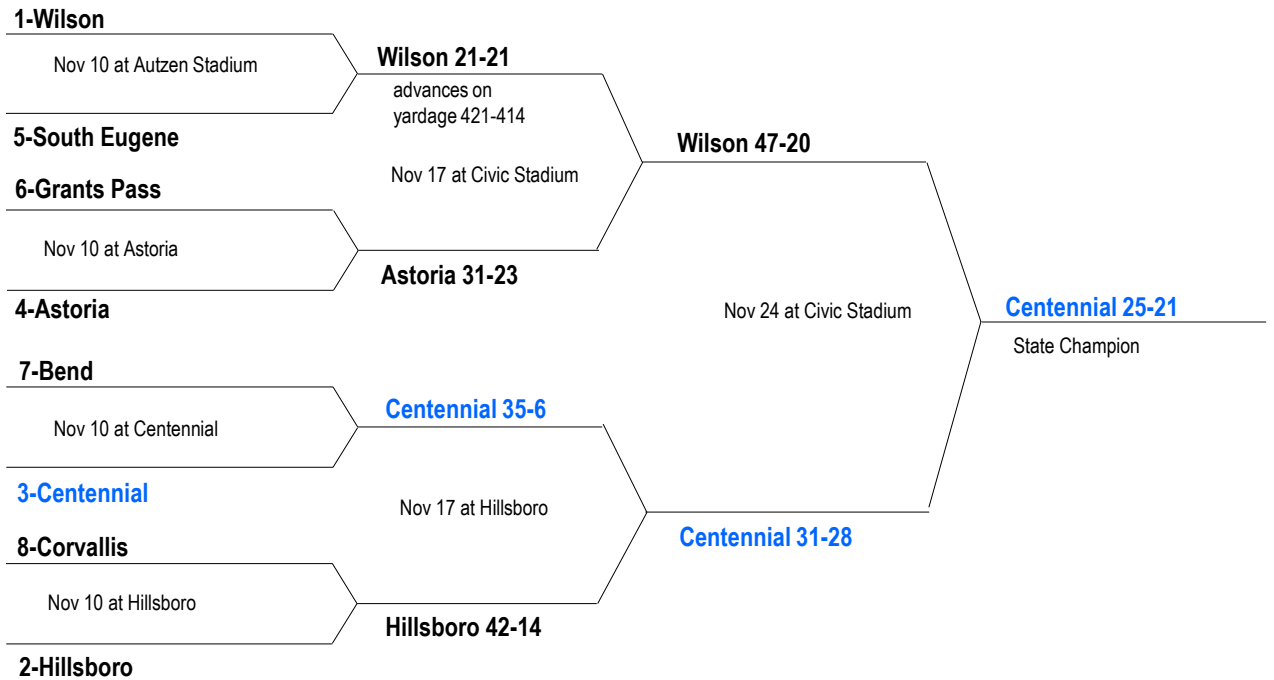 1-Wilson
Nov 10 at Autzen Stadium
5-South Eugene
6-Grants Pass
Nov 10 at Astoria
4-Astoria
7-Bend
Nov 10 at Centennial
3-Centennial
8-Corvallis
Nov 10 at Hillsboro
2-Hillsboro
Wilson 21-21
advances on
yardage 421-414
Nov 17 at Civic Stadium
Astoria 31-23
Centennial 35-6
Nov 17 at Hillsboro
Hillsboro 42-14
Wilson 47-20
Nov 24 at Civic Stadium
Centennial 31-28
Centennial 25-21
State Champion